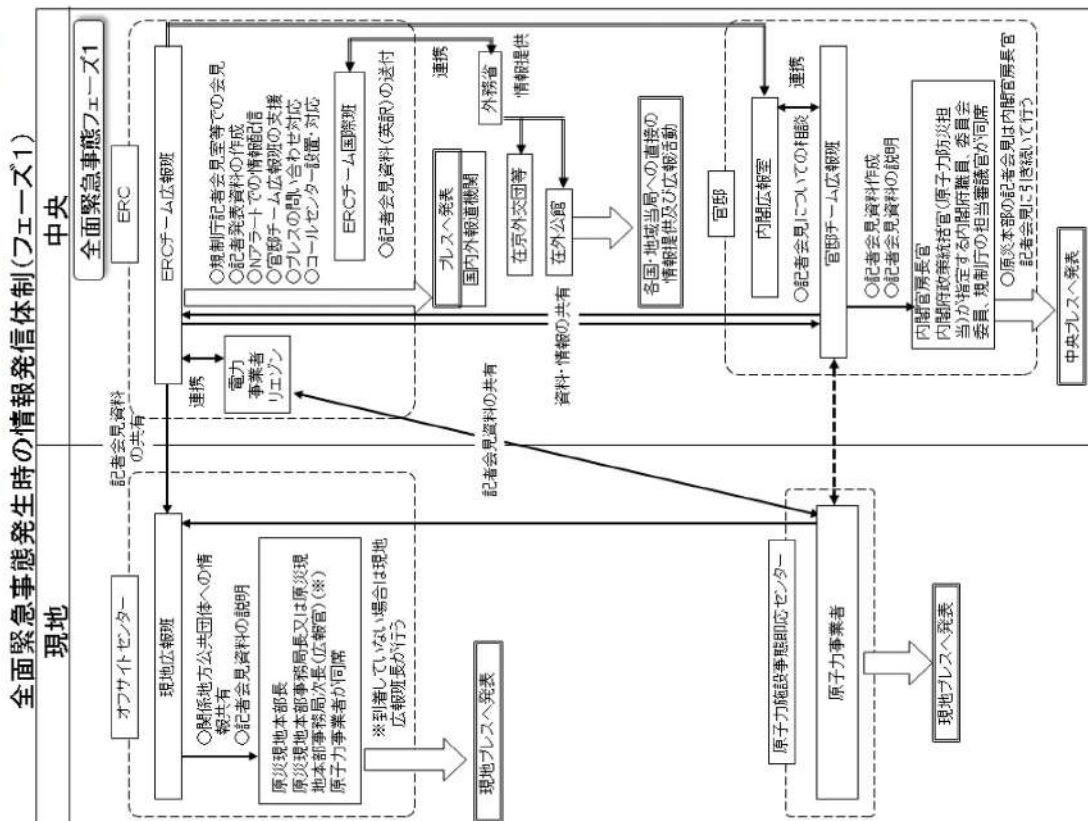 全面緊急事態発生時の情報発信体制(フェーズ1)
現地
中央
全面緊急事態フェーズ1
オフサイトセンター
現地広報班
○関係地方公共団体への情
報共有
○記者会見資料の説明
原災現地本部長
原災現地本部事務局長又は原災現
地本部事務局次長(広報官)(※)
原子力事業者が同席
※到着していない場合は現地
広報班長が行う
現地プレスへ発表
原子力施設事態即応センター
原子力事業者
現地プレスへ発表
記者会見資料
の共有
記者会見資料の共有
ERC
ERCチーム広報班
連携
電力
事業者
リエゾン
○規制庁記者会見室等での会見
○記者発表資料の作成
○Nアラートでの情報配信
○官邸チーム広報班の支援
○プレスの問い合わせ対応
○コールセンター設置・対応
ERCチーム国際班
○記者会見資料(英訳)の送付
プレスへ発表
国内外報道機関
連携
外務省
情報提供
在京外交団等
在外公館
各国・地域当局への直接の
情報提供及び広報活動
資料・情報の共有
官邸
内閣広報室
連携
○記者会見についての相談
官邸チーム広報班
○記者会見資料作成
○記者会見資料の説明
内閣官房長官
内閣府政策統括官(原子力防災担
当)が指定する内閣府職員、委員会
委員、規制庁の担当審議官が同席
○原災本部の記者会見は内閣官房長官
記者会見に引き続いて行う
中央プレスへ発表